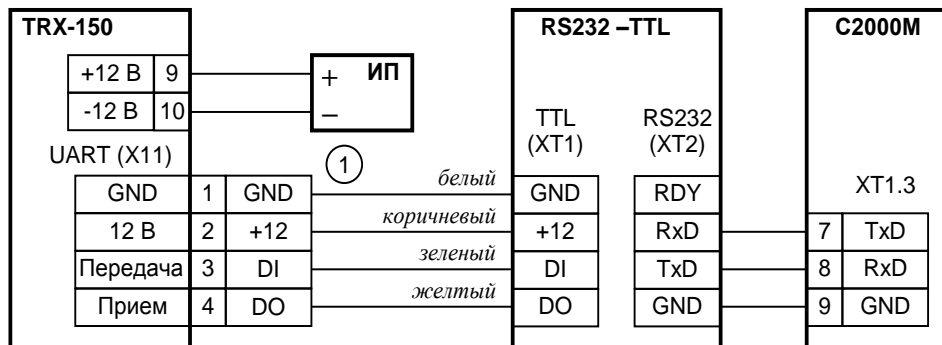 TRX-150 RS232 –TTL С2000М
+12 В 9 + ИП
-12 В 10 –
TTL RS232
(XT1) (XT2)
UART (X11) 1
белый XT1.3
GND 1 GND GND RDY
коричневый
12 В 2 +12 +12 RxD 7 TxD
зеленый
Передача 3 DI DI TxD 8 RxD
желтый
Прием 4 DO DO GND 9 GND